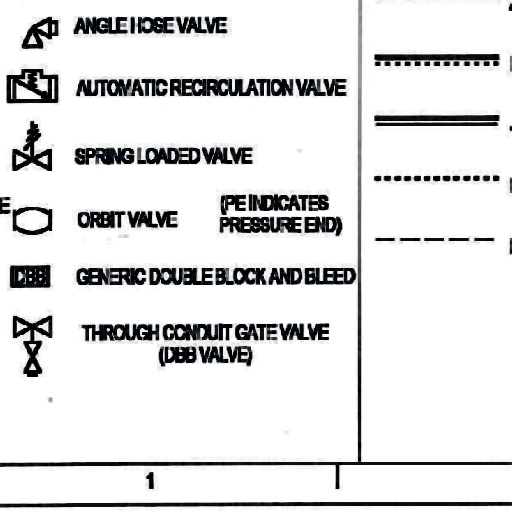 ANGLE HOSE VALVE
AUTOMATIC RECIRCULATION VALVE
SPRING LOADED VALVE
E
ORBIT VALVE (PE INDICATES
PRESSURE END)
DBB GENERIC DOUBLE BLOCK AND BLEED
THROUGH CONDUIT GATE VALVE
(DBB VALVE)
1